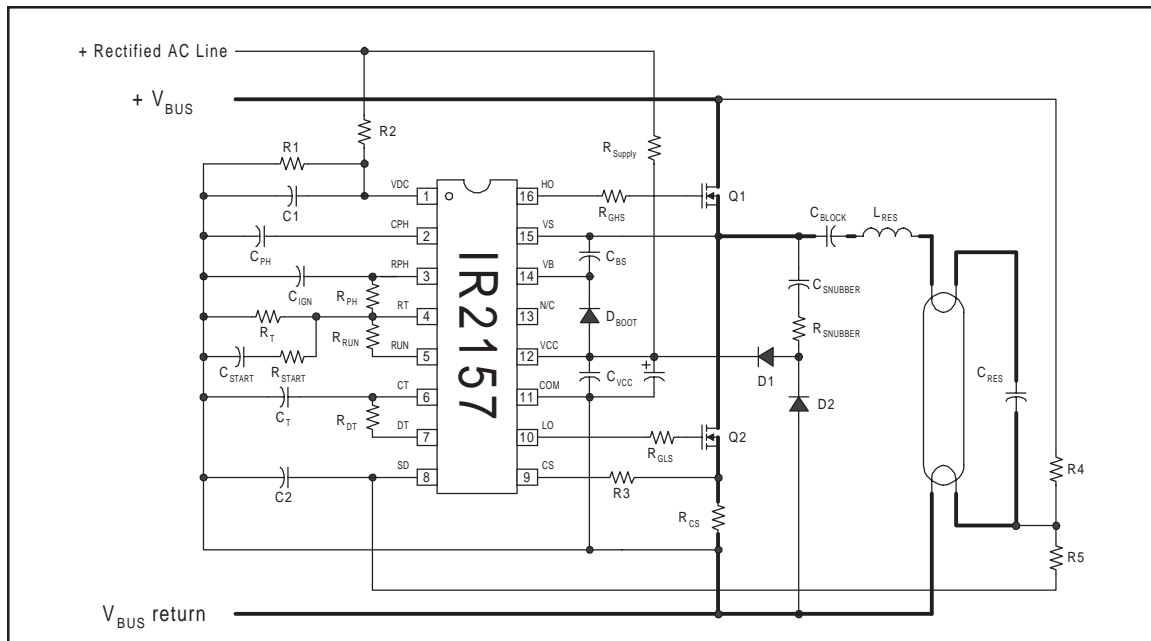 + Rectified AC Line
+ VBUS
R2
R1
RSupply
VDC
1
16
HO
RGHS
Q1
C1
CPH
2
15
VS
CBS
CBLOCK
LRES
CPH
RPH
3
14
VB
CIGN
RPH
CSNUBBER
RT
4
13
N/C
DBOOT
RT
RRUN
RSNUBBER
RUN
5
12
VCC
CSTART
RSTART
CVCC
+
D1
CRES
CT
6
11
COM
D2
CT
RDT
DT
7
10
LO
RGLS
Q2
SD
8
9
CS
C2
R3
R4
RCS
R5
IR2157
VBUS return